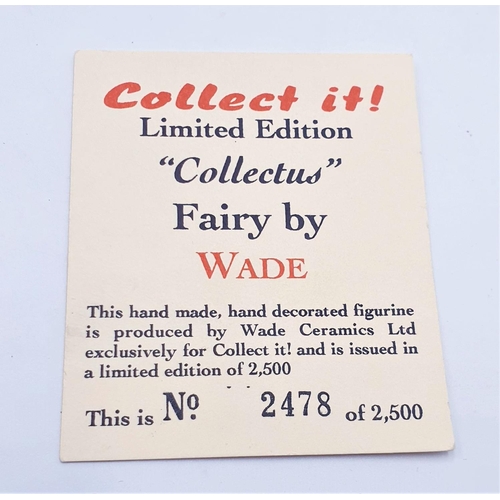 Collect it!
Limited Edition
"Collectus"
Fairy by
WADE
This hand made, hand decorated figurine
is produced by Wade Ceramics Ltd
exclusively for Collect it! and is issued in
a limited edition of 2,500
This is Nº 2478 of 2,500